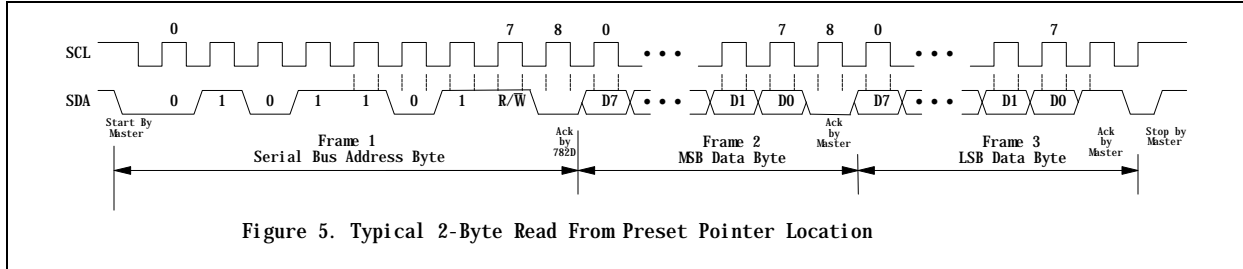 0 7 8 0 7 8 0 7
SCL
SDA
0 1 0 1 1 0 1 R/W D7 D1 D0 D7 D1 D0
Start By
Master
Frame 1
Serial Bus Address Byte
Ack
by
782D
Frame 2
MSB Data Byte
Ack
by
Master
Frame 3
LSB Data Byte
Ack
by
Master
Stop by
Master
Figure 5. Typical 2-Byte Read From Preset Pointer Location